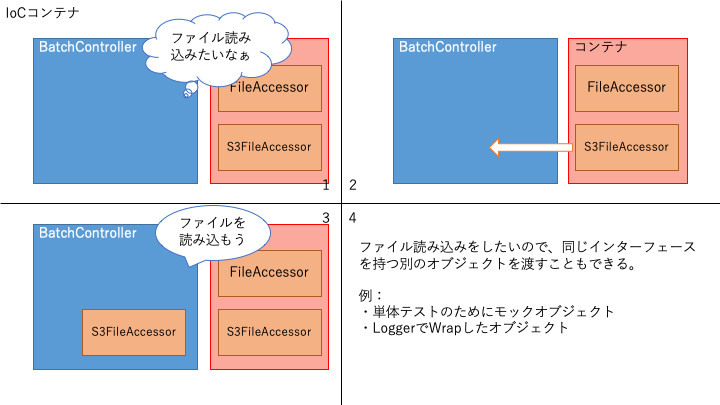 IoCコンテナ
BatchController
ファイル読み
込みたいなぁ
FileAccessor
S3FileAccessor
1
2
BatchController
コンテナ
FileAccessor
S3FileAccessor
3
BatchController
ファイルを
読み込もう
FileAccessor
S3FileAccessor
S3FileAccessor
4
ファイル読み込みをしたいので、同じインターフェース
を持つ別のオブジェクトを渡すこともできる。
例：
・単体テストのためにモックオブジェクト
・LoggerでWrapしたオブジェクト